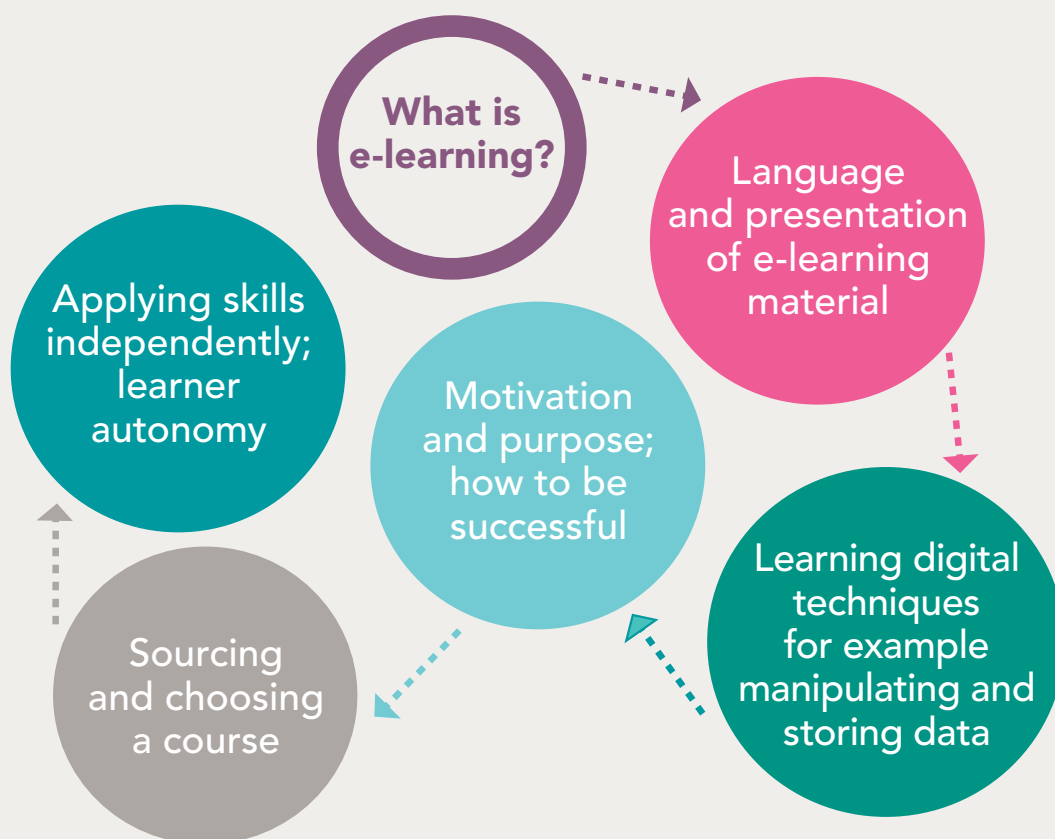 What is
e-learning?
Language
and presentation
of e-learning
material
Learning digital
techniques
for example
manipulating and
storing data
Motivation
and purpose;
how to be
successful
Sourcing
and choosing
a course
Applying skills
independently;
learner
autonomy